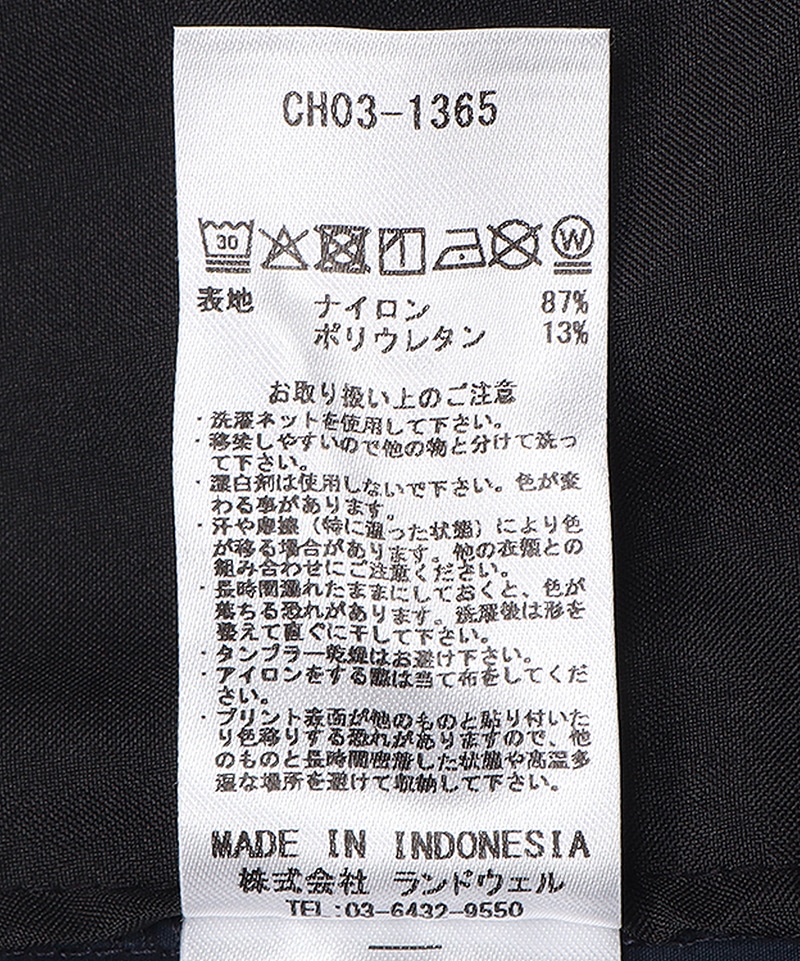 CH03-1365
30 W
表地 ナイロン 87%
ポリウレタン 13%
お取り扱い上のご注意
・洗濯ネットを使用して下さい。
・移染しやすいので他の物と分けて洗っ
て下さい。
・漂白剤は使用しないで下さい。色が変
わる事があります。
・汗や摩擦（特に湿った状態）により色
が移る場合があります。他の衣類との
組み合わせにご注意ください。
・長時間濡れたままにしておくと、色が
落ちる恐れがあります。洗濯後は形を
整えて直ぐに干して下さい。
・タンブラー乾燥はお避け下さい。
・アイロンをする際は当て布をしてくだ
さい。
・プリント表面が他のものと貼り付いた
り色移りする恐れがありますので、他
のものと長時間密着した状態や高温多
湿な場所を避けて収納して下さい。
MADE IN INDONESIA
株式会社 ランドウェル
TEL:03-6432-9550